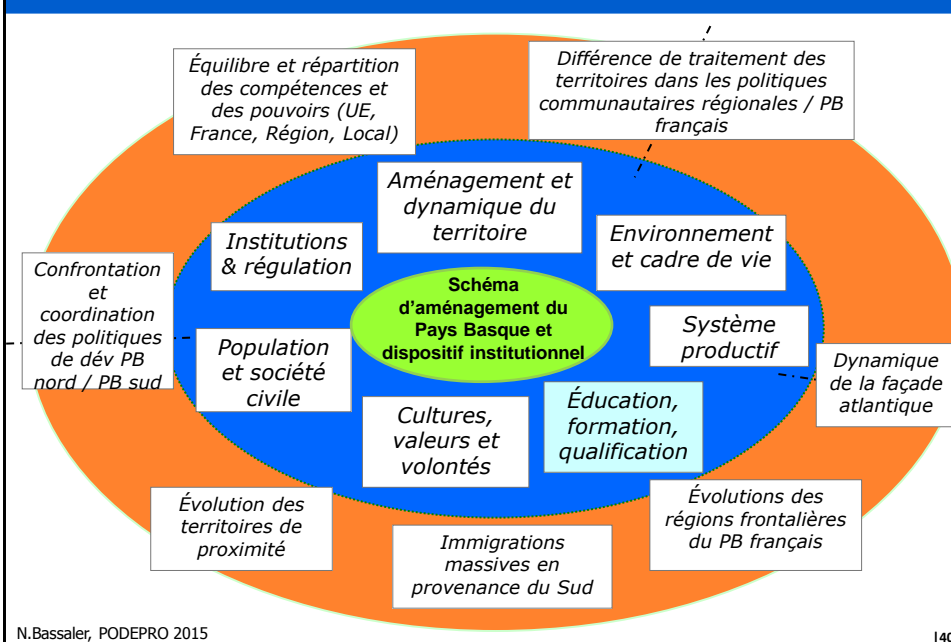 Équilibre et répartition
des compétences et
des pouvoirs (UE,
France, Région, Local)
Différence de traitement des
territoires dans les politiques
communautaires régionales / PB
français
Aménagement et
dynamique du
territoire
Institutions
& régulation
Environnement
et cadre de vie
Confrontation
et
coordination
des politiques
de dév PB
nord / PB sud
Schéma
d'aménagement du
Pays Basque et
dispositif institutionnel
Système
productif
Population
et société
civile
Dynamique
de la façade
atlantique
Cultures,
valeurs et
volontés
Éducation,
formation,
qualification
Évolution des
territoires de
proximité
Immigrations
massives en
provenance du Sud
Évolutions des
régions frontalières
du PB français
N.Bassaler, PODEPRO 2015